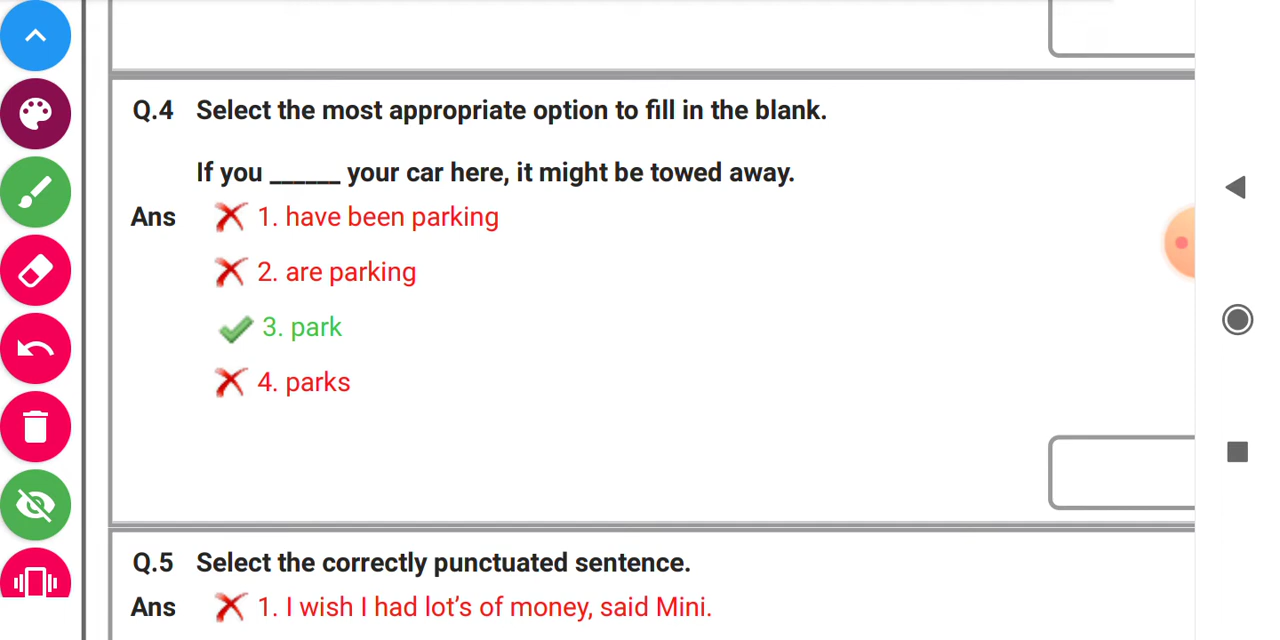 Q.4 Select the most appropriate option to fill in the blank.
If you ______ your car here, it might be towed away.
Ans 1. have been parking
2. are parking
3. park
4. parks
Q.5 Select the correctly punctuated sentence.
Ans 1. I wish I had lot’s of money, said Mini.